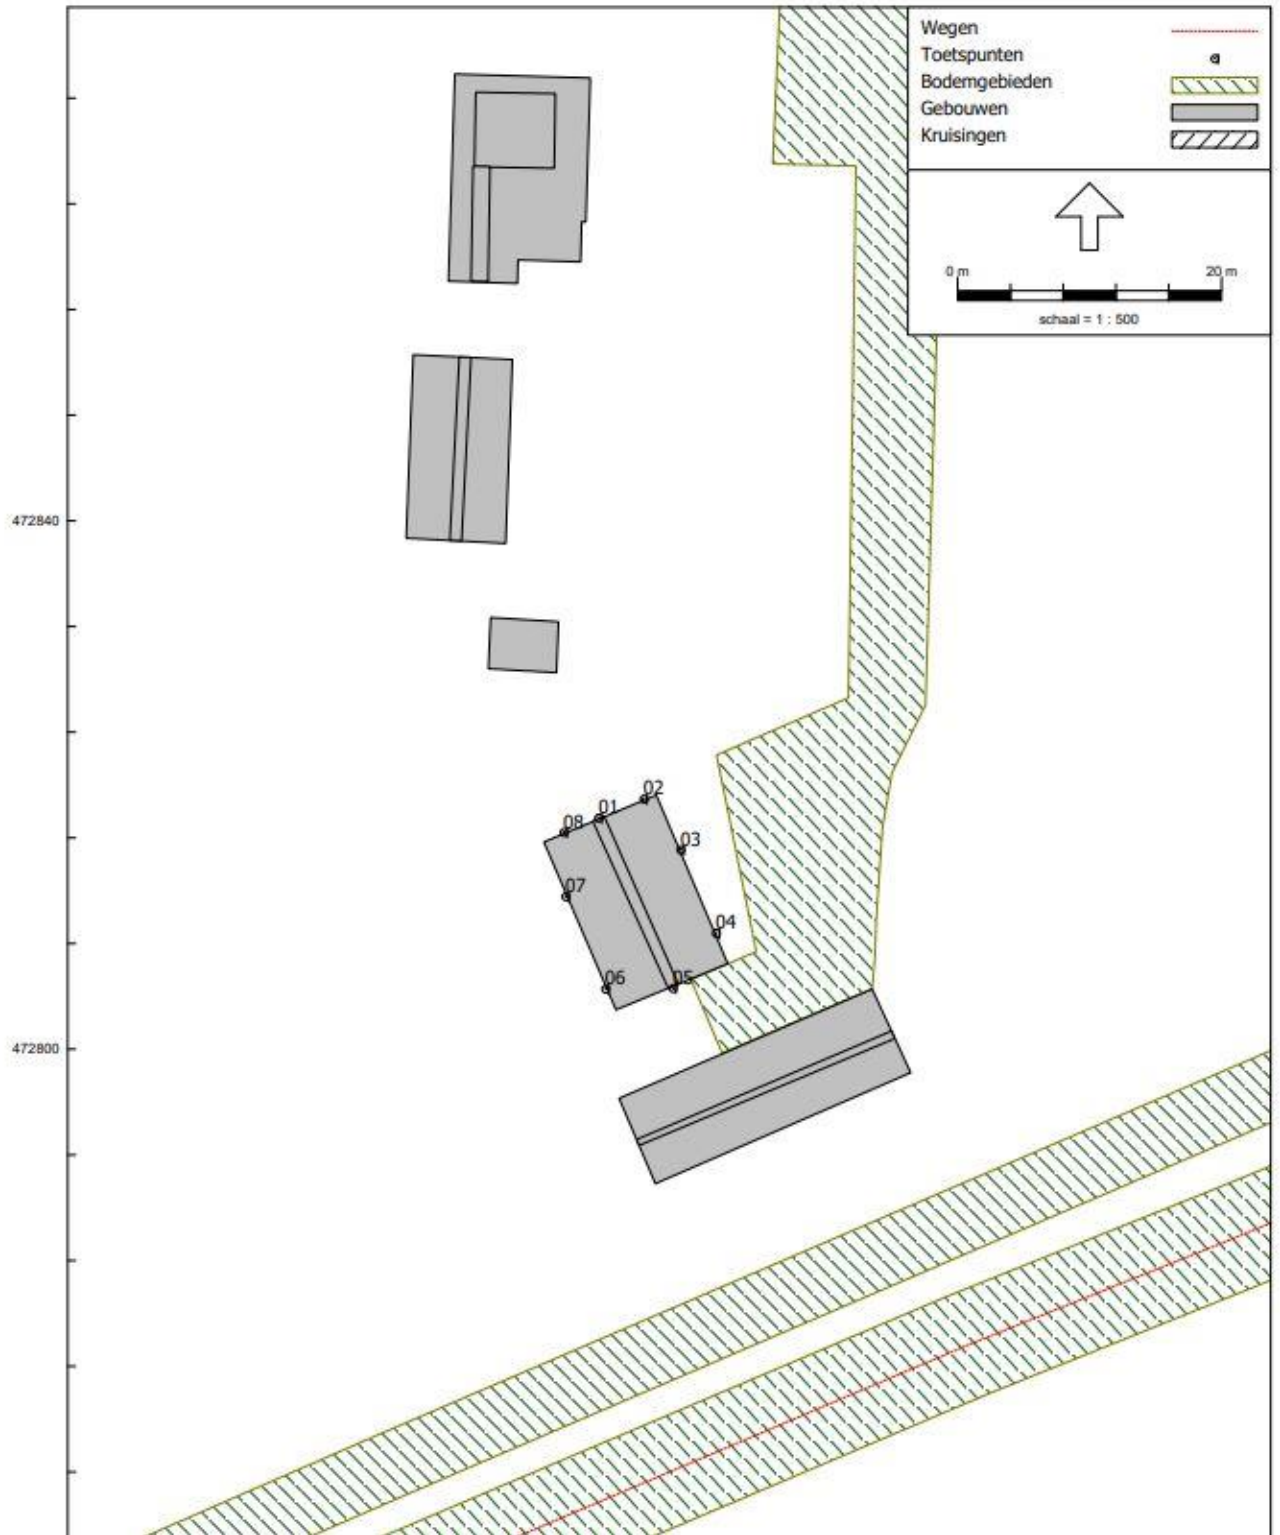 Wegen
Toetspunten
Bodemgebieden
Gebouwen
Kruisingen
0 m 20 m
schaal = 1 : 500
472840
02
01
08
03
07
04
06
05
472800